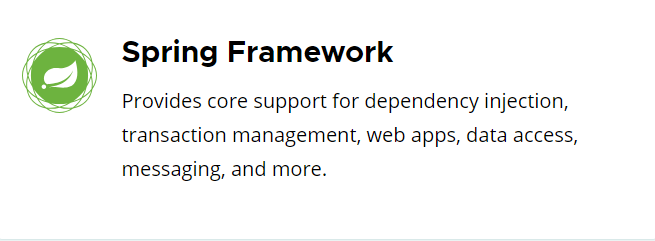 Spring Framework
Provides core support for dependency injection,
transaction management, web apps, data access,
messaging, and more.